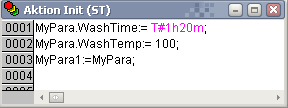 Aktion Init (ST)
0001 MyPara.WashTime:= T#1h20m;
0002 MyPara.WashTemp:= 100;
0003 MyPara1:=MyPara;
0004
0005